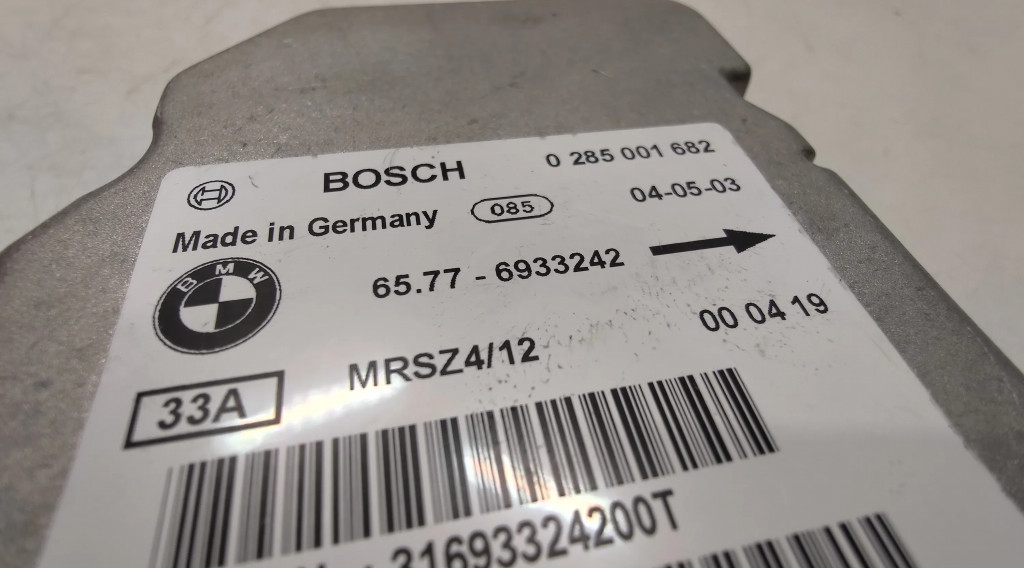 BOSCH 0 285 001 682
Made in Germany 085 04-05-03
BMW
65.77 - 6933242
MRSZ4/12 00 04 19
33A
31693324200T